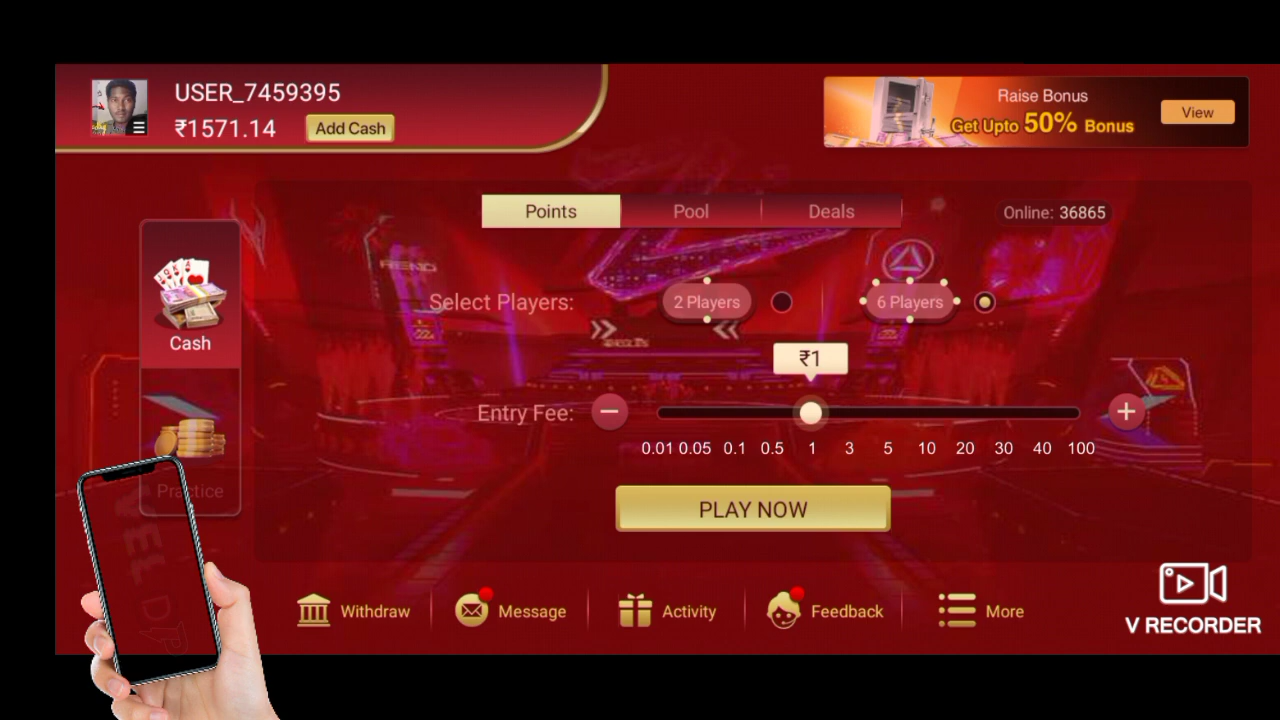 USER_7459395
₹1571.14
Add Cash
Raise Bonus
Get Upto 50% Bonus
View
Points
Pool
Deals
Online: 36865
Select Players:
2 Players
6 Players
₹1
Entry Fee:
0.01 0.05 0.1 0.5 1 3 5 10 20 30 40 100
Cash
Practice
PLAY NOW
Withdraw
Message
Activity
Feedback
More
V RECORDER